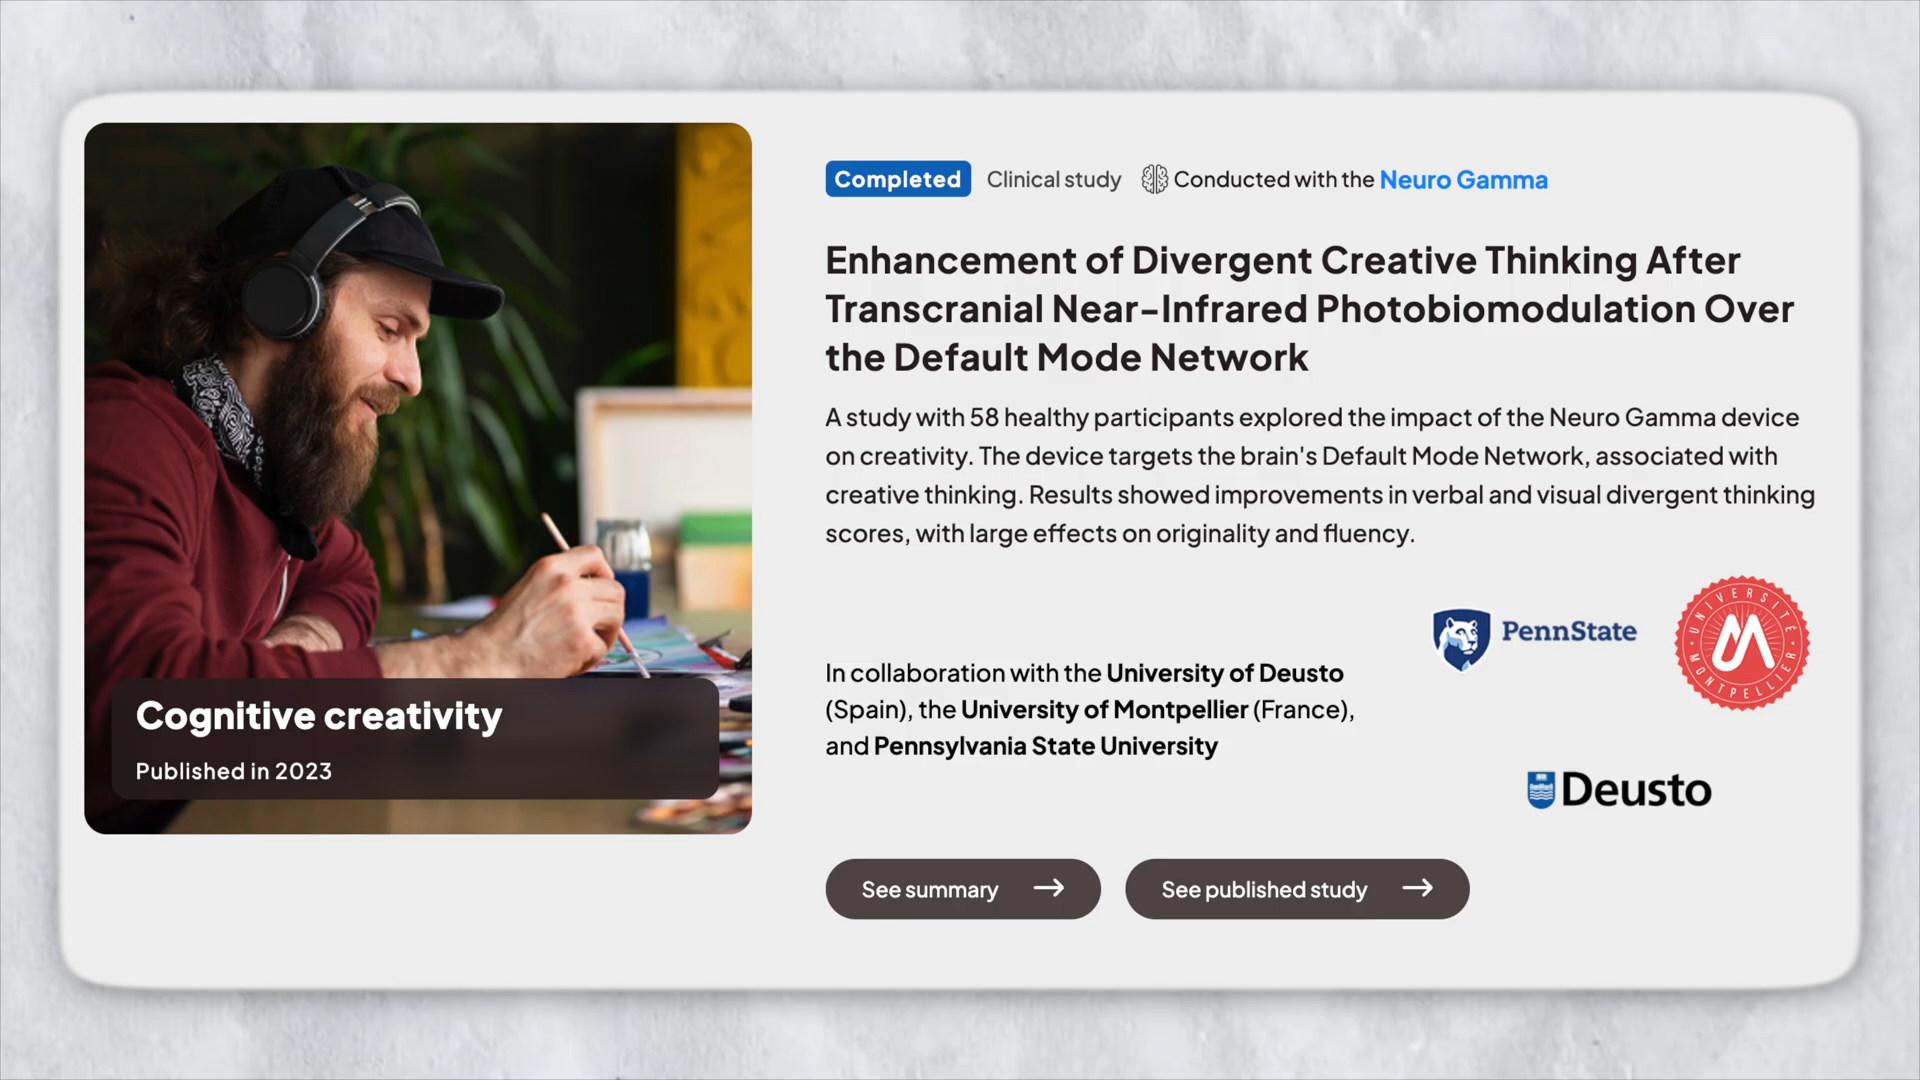 Completed Clinical study Conducted with the Neuro Gamma
Enhancement of Divergent Creative Thinking After
Transcranial Near-Infrared Photobiomodulation Over
the Default Mode Network
A study with 58 healthy participants explored the impact of the Neuro Gamma device
on creativity. The device targets the brain's Default Mode Network, associated with
creative thinking. Results showed improvements in verbal and visual divergent thinking
scores, with large effects on originality and fluency.
Cognitive creativity
Published in 2023
In collaboration with the University of Deusto
(Spain), the University of Montpellier (France),
and Pennsylvania State University
PennState
UNIVERSITÉ
MONTPELLIER
Deusto
See summary
See published study